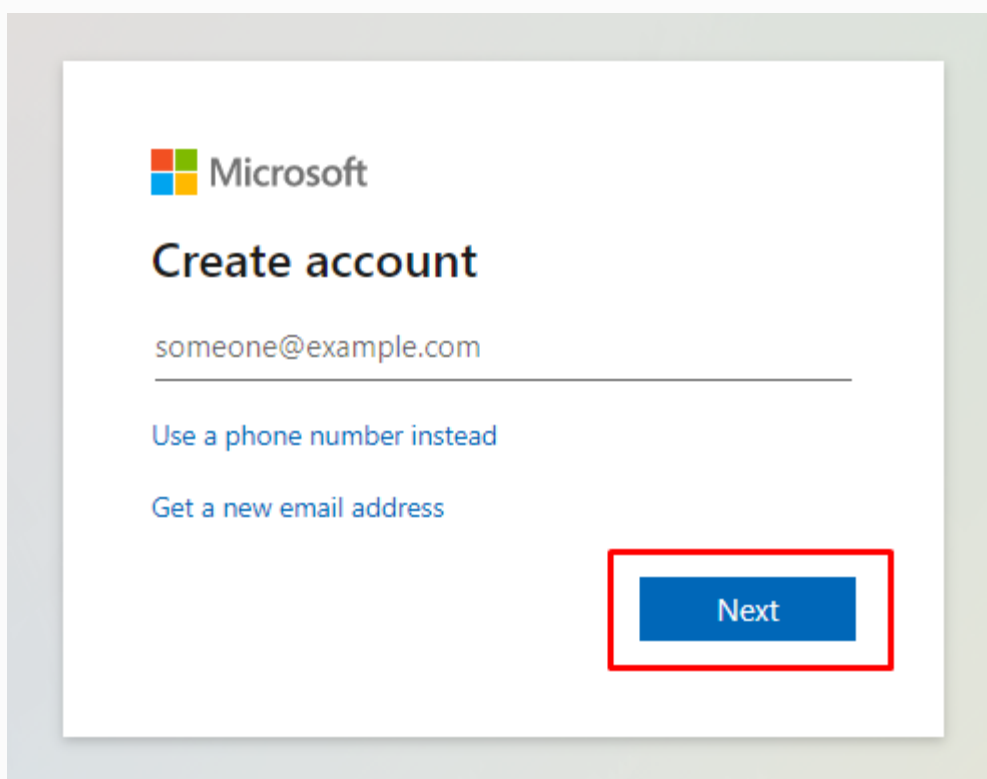 Microsoft
Create account
someone@example.com
Use a phone number instead
Get a new email address
Next